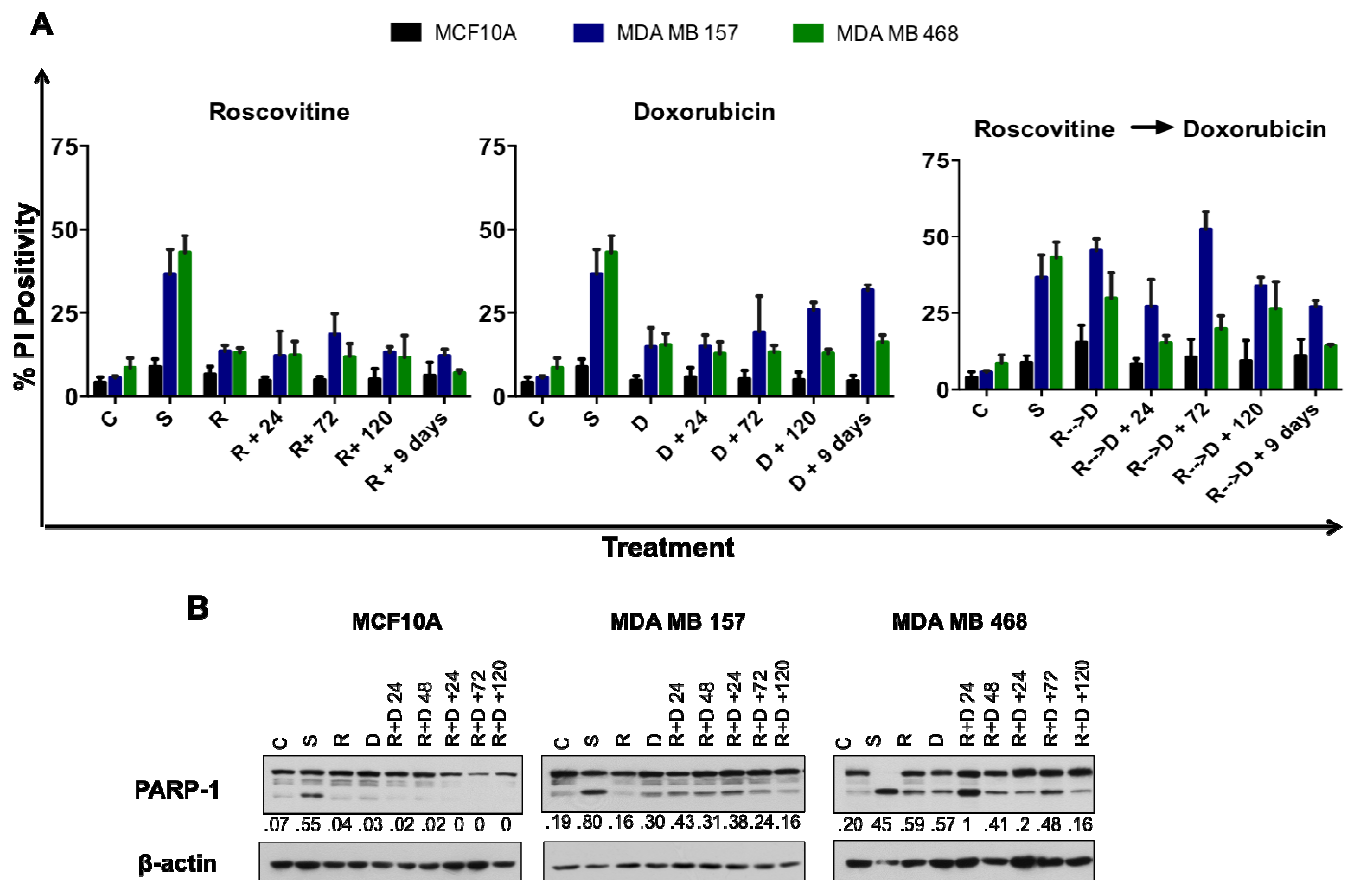 A
MCF10A MDA MB 157 MDA MB 468
Roscovitine
Doxorubicin
Roscovitine Doxorubicin
% PI Positivity
75
50
25
0
C S R R + 24 R+ 72 R+ 120 R + 9 days
75
50
25
0
C S D D + 24 D + 72 D + 120 D + 9 days
75
50
25
0
C S R-->D R-->D + 24 R-->D + 72 R-->D + 120 R-->D + 9 days
Treatment
B
MCF10A MDA MB 157 MDA MB 468
C S R D R+D 24 R+D 48 R+D +24 R+D +72 R+D +120
C S R D R+D 24 R+D 48 R+D +24 R+D +72 R+D +120
C S R D R+D 24 R+D 48 R+D +24 R+D +72 R+D +120
PARP-1
.07 .55 .04 .03 .02 .02 0 0 0
.19 .80 .16 .30 .43 .31 .38 .24 .16
.20 45 .59 .57 1 .41 .2 .48 .16
β-actin